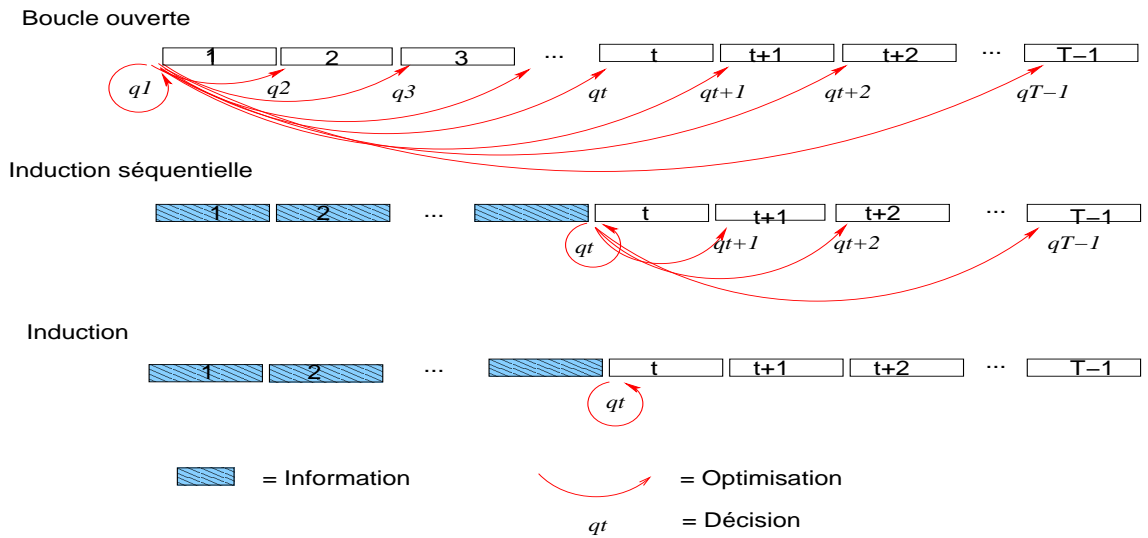 Boucle ouverte
1 2 3 ... t t+1 t+2 ... T−1
q1 q2 q3 qt qt+1 qt+2 qT−1
Induction séquentielle
1 2 ... t t+1 t+2 ... T−1
qt qt+1 qt+2 qT−1
Induction
1 2 ... t t+1 t+2 ... T−1
qt
= Information = Optimisation
qt = Décision